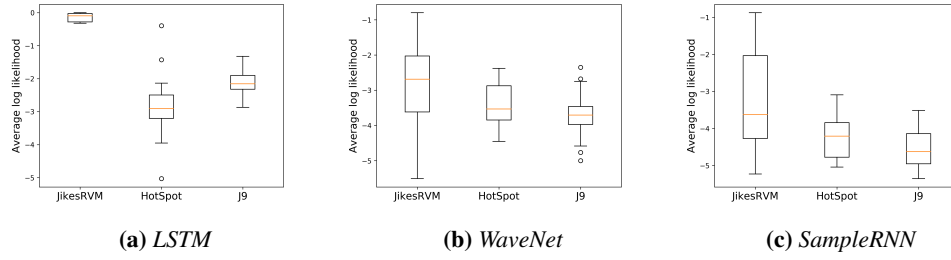 Average log likelihood
0
−1
−2
−3
−4
−5
JikesRVM HotSpot J9
(a) LSTM
Average log likelihood
−1
−2
−3
−4
−5
JikesRVM HotSpot J9
(b) WaveNet
Average log likelihood
−1
−2
−3
−4
−5
JikesRVM HotSpot J9
(c) SampleRNN